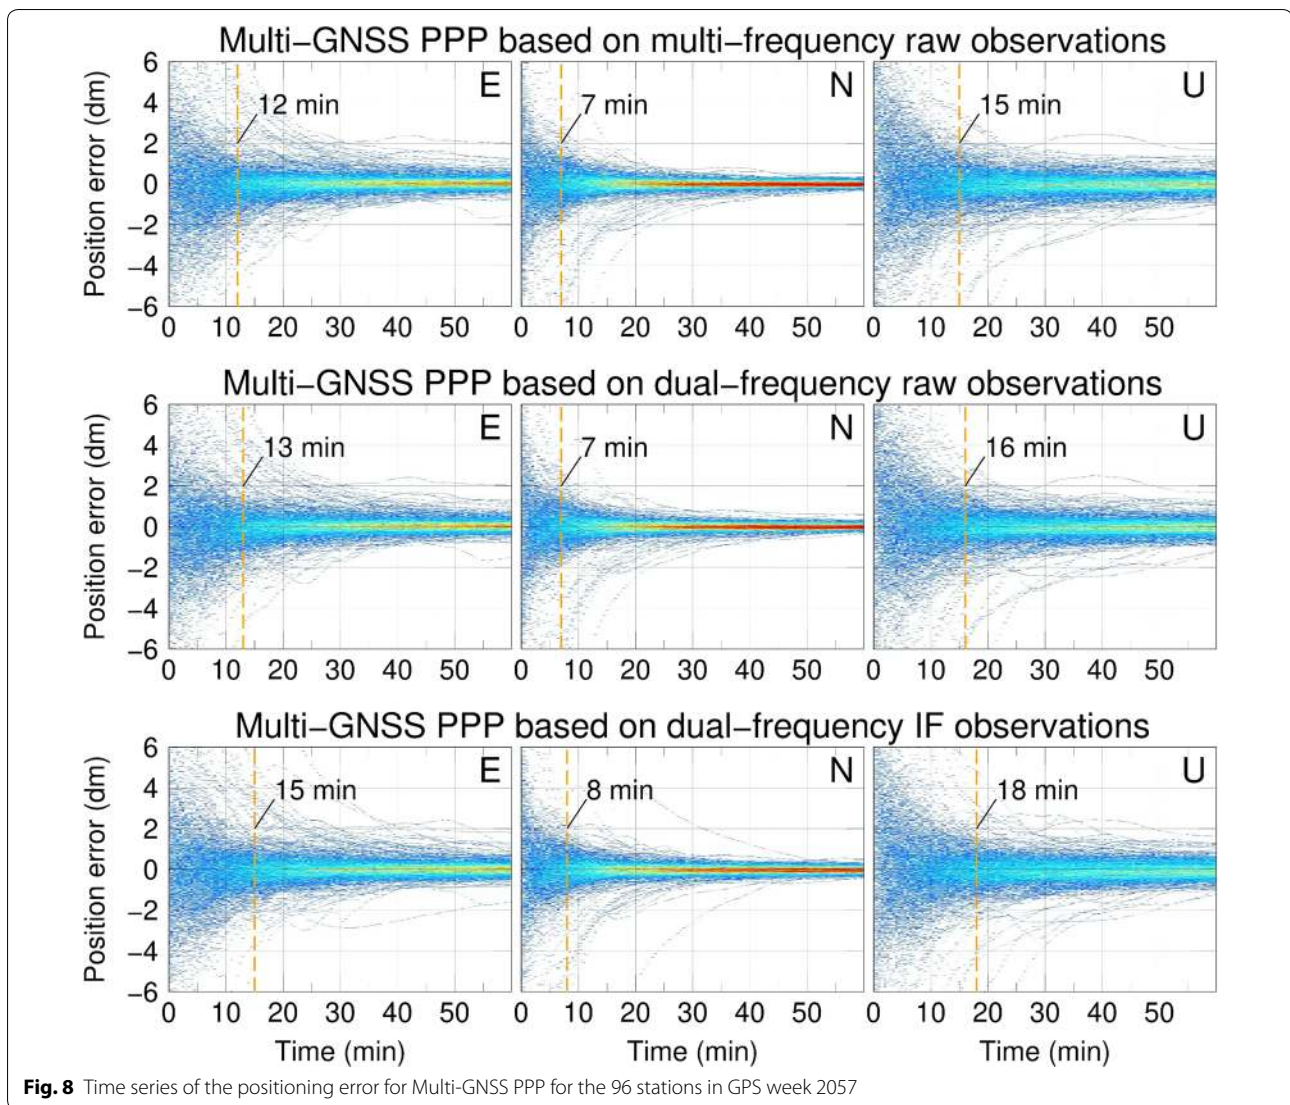 Multi−GNSS PPP based on multi−frequency raw observations
Position error (dm)
6
4
2
0
−2
−4
−6
E
12 min
0 10 20 30 40 50
N
7 min
0 10 20 30 40 50
U
15 min
0 10 20 30 40 50
Multi−GNSS PPP based on dual−frequency raw observations
Position error (dm)
6
4
2
0
−2
−4
−6
E
13 min
0 10 20 30 40 50
N
7 min
0 10 20 30 40 50
U
16 min
0 10 20 30 40 50
Multi−GNSS PPP based on dual−frequency IF observations
Position error (dm)
6
4
2
0
−2
−4
−6
E
15 min
0 10 20 30 40 50
Time (min)
N
8 min
0 10 20 30 40 50
Time (min)
U
18 min
0 10 20 30 40 50
Time (min)
Fig. 8 Time series of the positioning error for Multi-GNSS PPP for the 96 stations in GPS week 2057